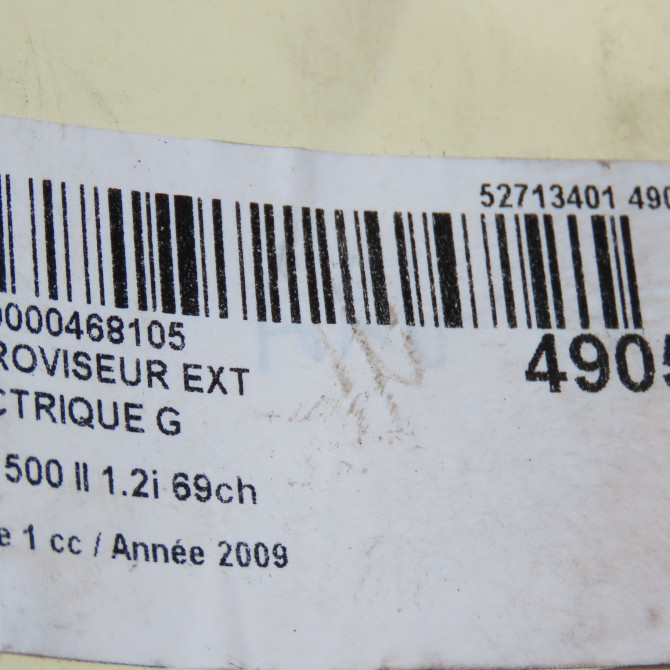 52713401 490
0000468105
4905
ROVISEUR EXT
CTRIQUE G
500 II 1.2i 69ch
e 1 cc / Année 2009